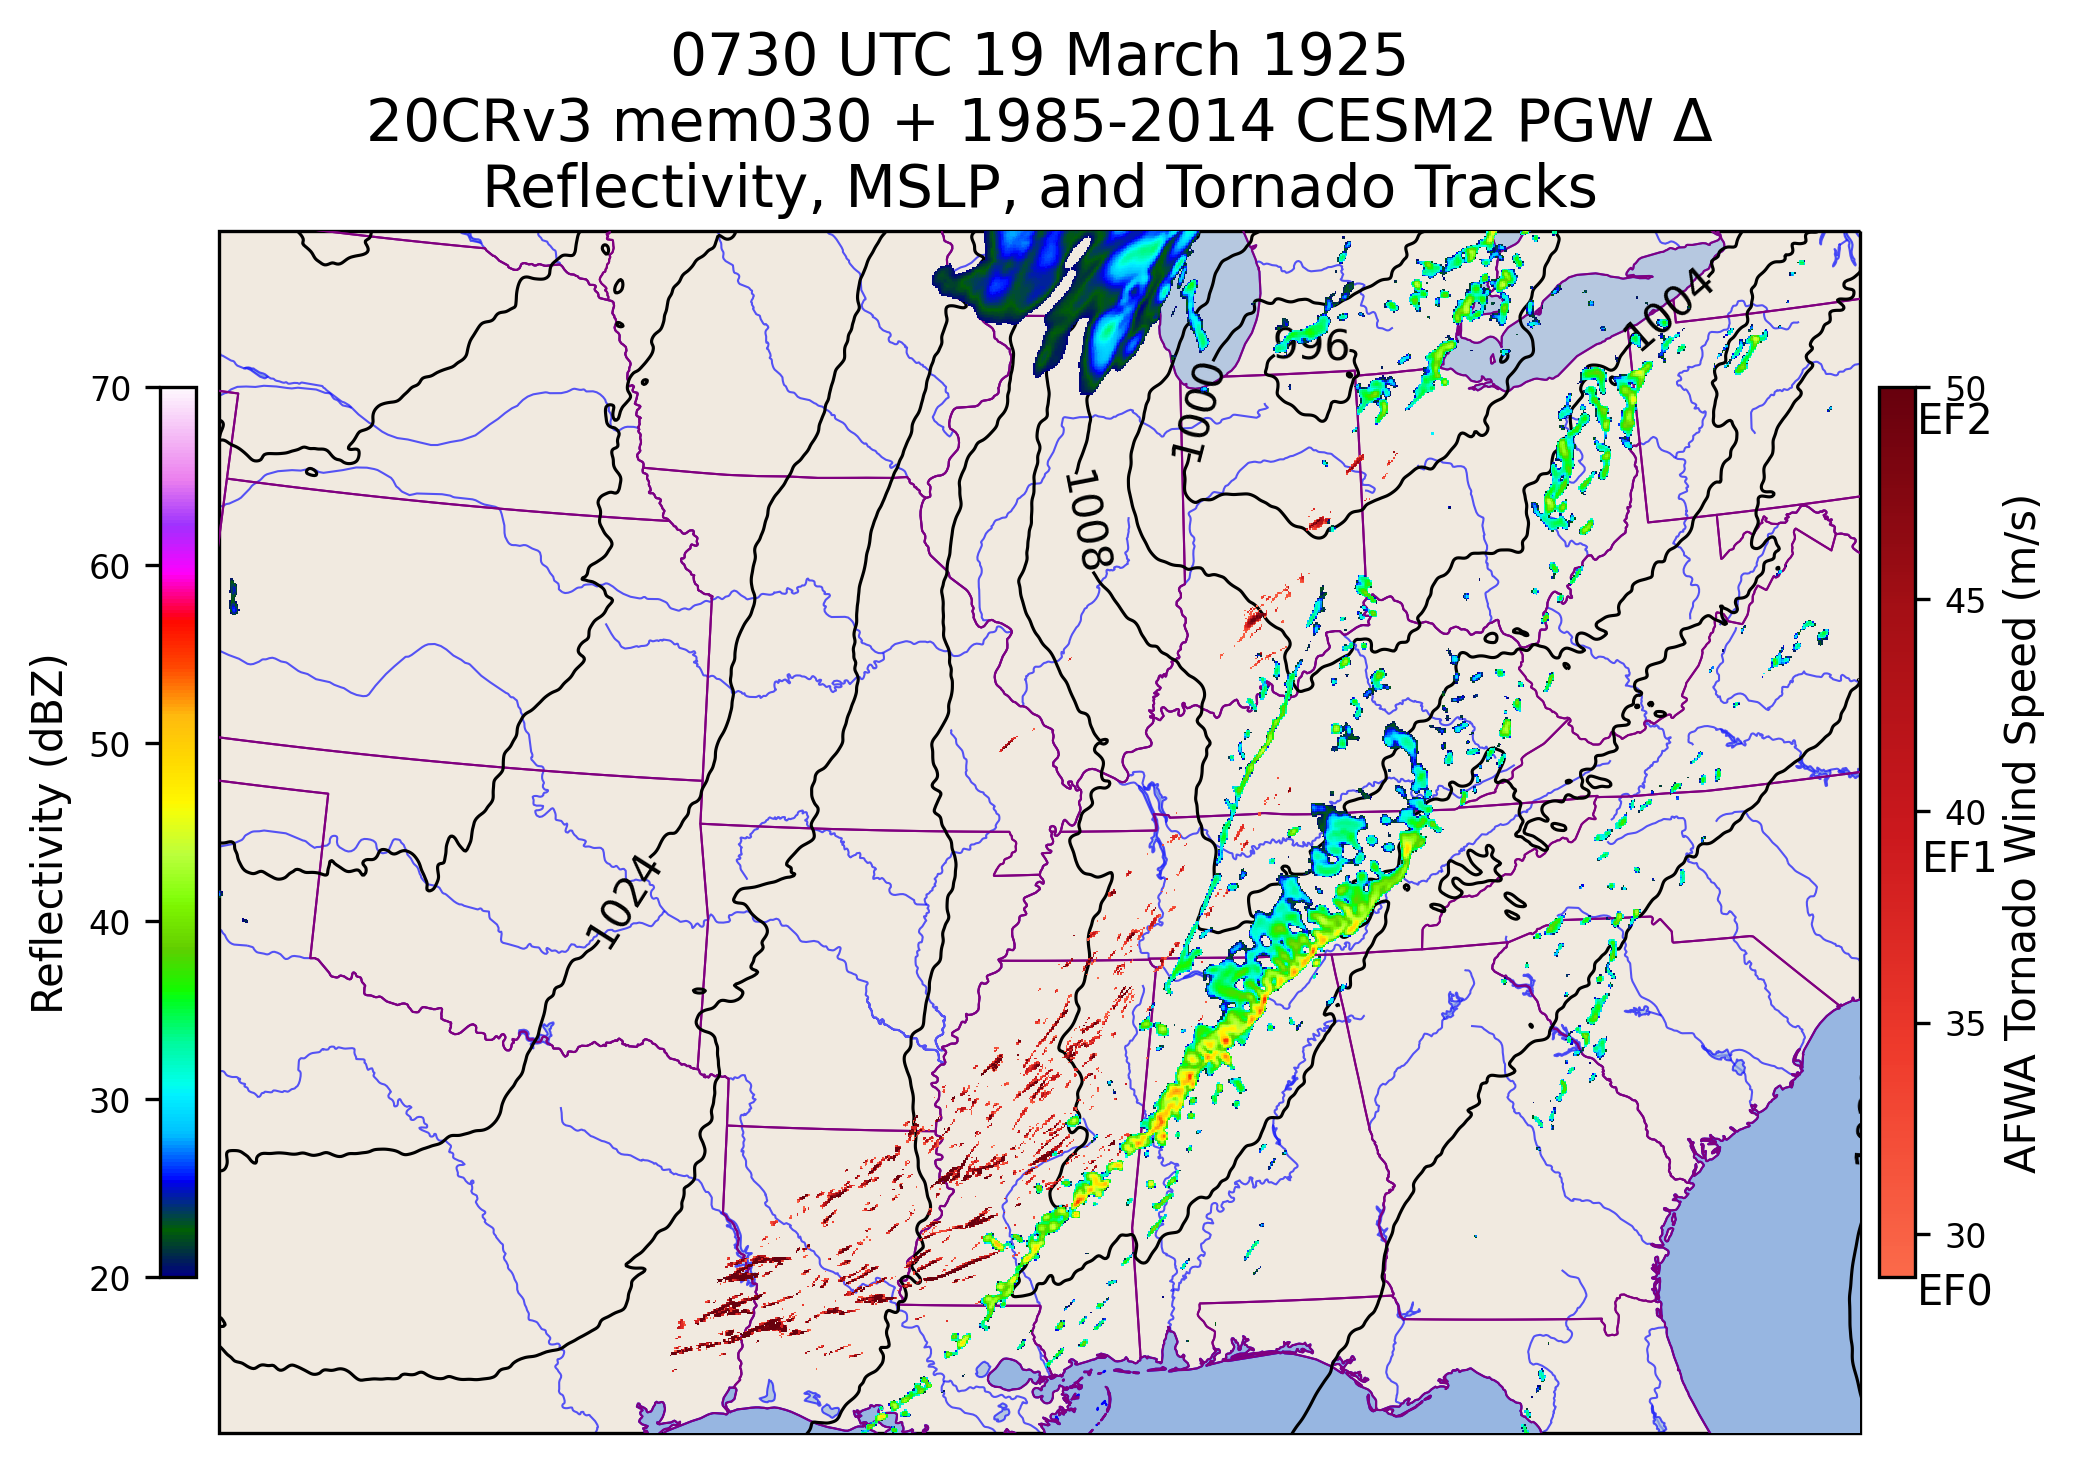 0730 UTC 19 March 1925
20CRv3 mem030 + 1985-2014 CESM2 PGW Δ
Reflectivity, MSLP, and Tornado Tracks
1004
996
1000
1008
1024
70
60
50
40
30
20
Reflectivity (dBZ)
50
EF2
45
40
EF1
35
30
EF0
AFWA Tornado Wind Speed (m/s)